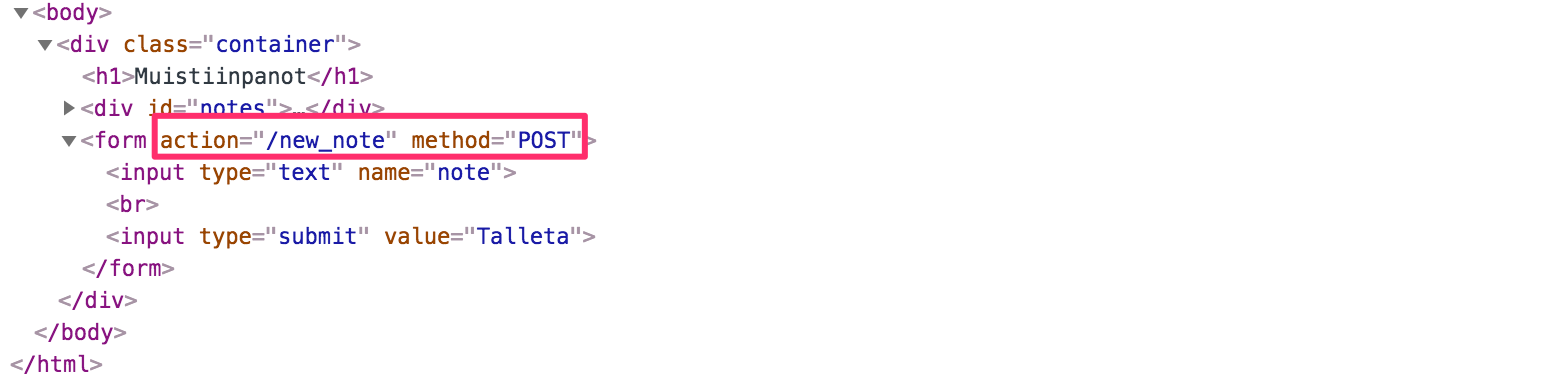 <body>
<div class="container">
<h1>Muistiinpanot</h1>
<div id="notes">…</div>
<form action="/new_note" method="POST">
<input type="text" name="note">
<br>
<input type="submit" value="Talleta">
</form>
</div>
</body>
</html>